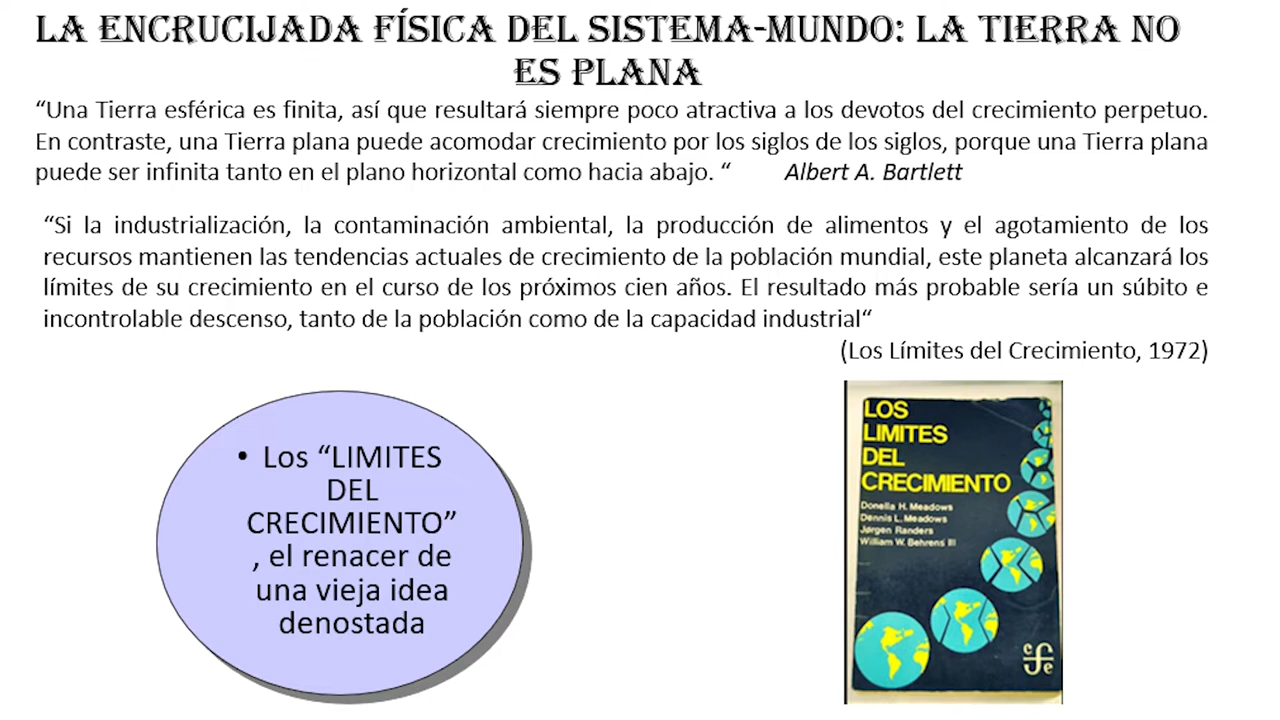 LA ENCRUCIJADA FÍSICA DEL SISTEMA-MUNDO: LA TIERRA NO
ES PLANA
“Una Tierra esférica es finita, así que resultará siempre poco atractiva a los devotos del crecimiento perpetuo.
En contraste, una Tierra plana puede acomodar crecimiento por los siglos de los siglos, porque una Tierra plana
puede ser infinita tanto en el plano horizontal como hacia abajo. “ Albert A. Bartlett
“Si la industrialización, la contaminación ambiental, la producción de alimentos y el agotamiento de los
recursos mantienen las tendencias actuales de crecimiento de la población mundial, este planeta alcanzará los
límites de su crecimiento en el curso de los próximos cien años. El resultado más probable sería un súbito e
incontrolable descenso, tanto de la población como de la capacidad industrial“
(Los Límites del Crecimiento, 1972)
• Los “LIMITES
DEL
CRECIMIENTO”
, el renacer de
una vieja idea
denostada
LOS
LIMITES
DEL
CRECIMIENTO
Donella H. Meadows
Dennis L. Meadows
Jørgen Randers
William W. Behrens III
cfe